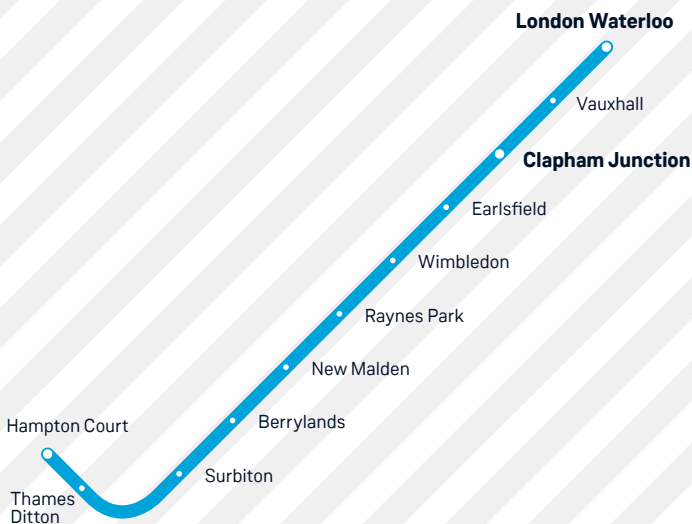 London Waterloo
Vauxhall
Clapham Junction
Earlsfield
Wimbledon
Raynes Park
New Malden
Berrylands
Hampton Court
Surbiton
Thames
Ditton